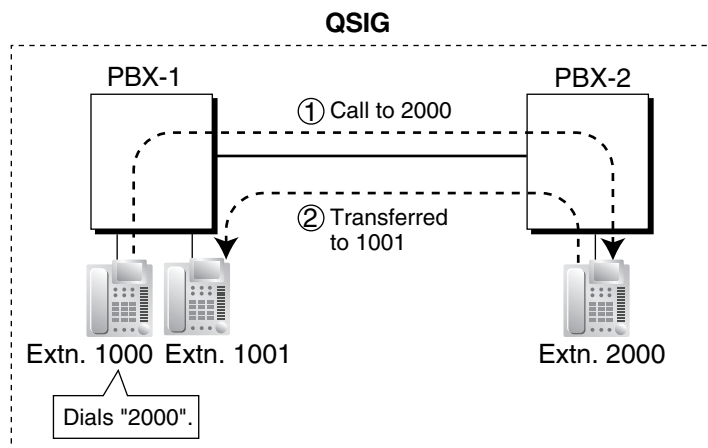 QSIG
PBX-1
PBX-2
① Call to 2000
② Transferred
to 1001
Extn. 1000
Extn. 1001
Extn. 2000
Dials "2000".